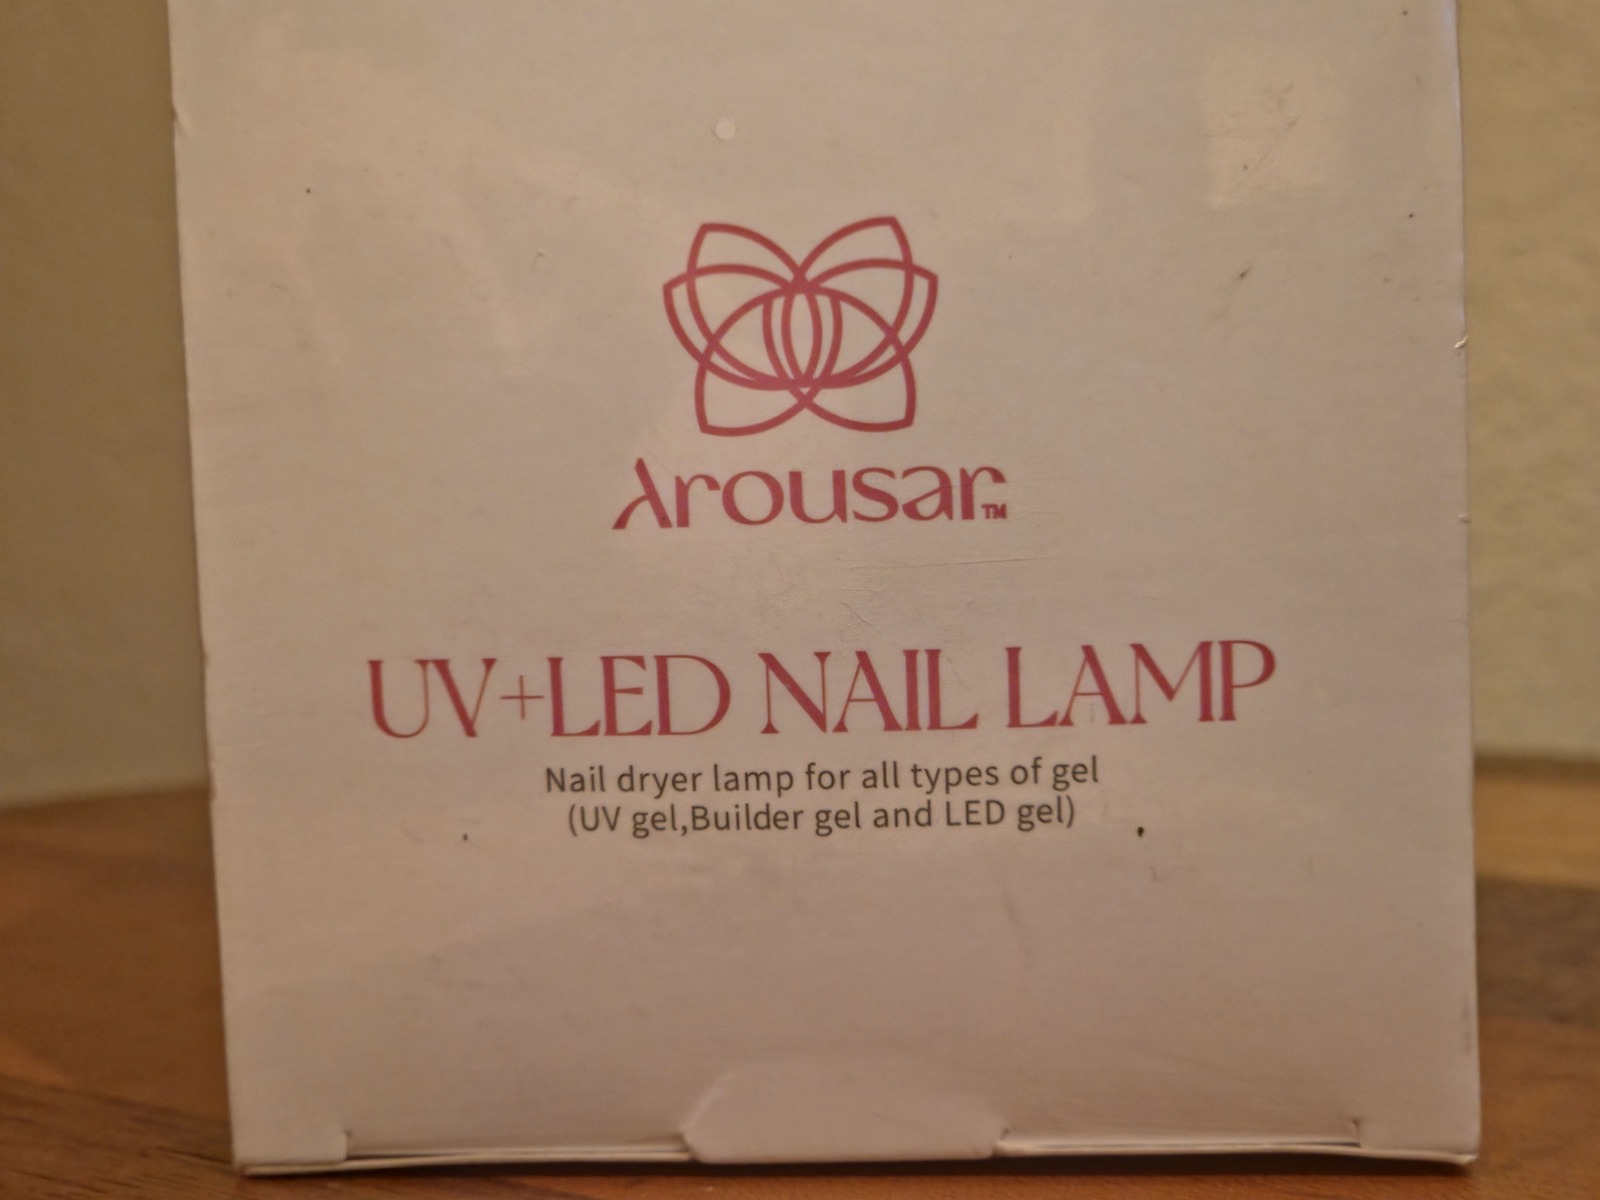 Arousar™
UV+LED NAIL LAMP
Nail dryer lamp for all types of gel
(UV gel,Builder gel and LED gel)